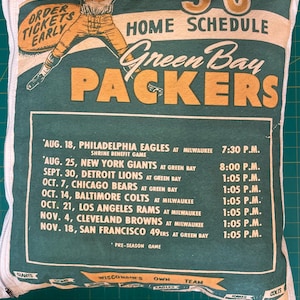 ORDER
TICKETS
EARLY
HOME SCHEDULE
Green Bay
PACKERS
*AUG. 18, PHILADELPHIA EAGLES AT MILWAUKEE 7:30 P.M.
SHRINE BENEFIT GAME
*AUG. 25, NEW YORK GIANTS AT GREEN BAY 8:00 P.M.
SEPT. 30, DETROIT LIONS AT GREEN BAY 1:05 P.M.
OCT. 7, CHICAGO BEARS AT GREEN BAY 1:05 P.M.
OCT. 14, BALTIMORE COLTS AT MILWAUKEE 1:05 P.M.
OCT. 21, LOS ANGELES RAMS AT MILWAUKEE 1:05 P.M.
NOV. 4, CLEVELAND BROWNS AT MILWAUKEE 1:05 P.M.
NOV. 18, SAN FRANCISCO 49ERS AT GREEN BAY 1:05 P.M.
* PRE-SEASON GAME
WISCONSIN'S OWN TEAM
GIANTS
COLTS